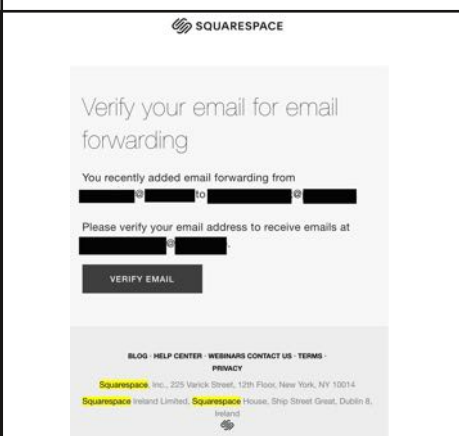 SQUARESPACE
Verify your email for email
forwarding
You recently added email forwarding from
@ to @
Please verify your email address to receive emails at
@ .
VERIFY EMAIL
BLOG · HELP CENTER · WEBINARS CONTACT US · TERMS ·
PRIVACY
Squarespace, Inc., 225 Varick Street, 12th Floor, New York, NY 10014
Squarespace Ireland Limited, Squarespace House, Ship Street Great, Dublin 8,
Ireland